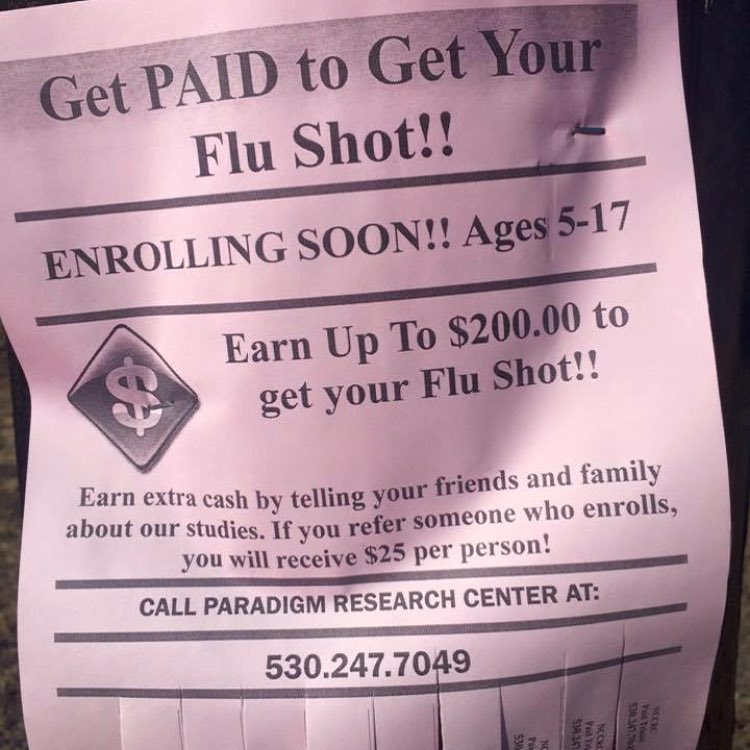 Get PAID to Get Your
Flu Shot!!
ENROLLING SOON!! Ages 5-17
$
Earn Up To $200.00 to
get your Flu Shot!!
Earn extra cash by telling your friends and family
about our studies. If you refer someone who enrolls,
you will receive $25 per person!
CALL PARADIGM RESEARCH CENTER AT:
530.247.7049